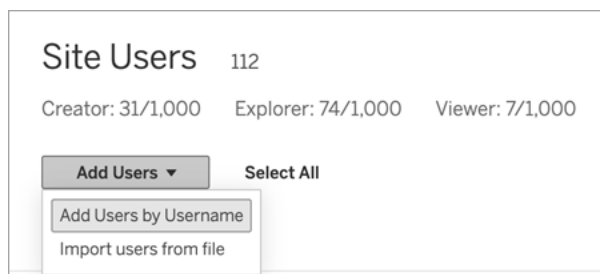 Site Users 112
Creator: 31/1,000 Explorer: 74/1,000 Viewer: 7/1,000
Add Users ▼ Select All
Add Users by Username
Import users from file